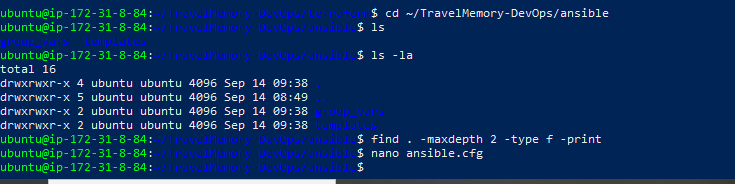 ubuntu@ip-172-31-8-84:~/TravelMemory-DevOps/terraform$ cd ~/TravelMemory-DevOps/ansible
ubuntu@ip-172-31-8-84:~/TravelMemory-DevOps/ansible$ ls
group_vars templates
ubuntu@ip-172-31-8-84:~/TravelMemory-DevOps/ansible$ ls -la
total 16
drwxrwxr-x 4 ubuntu ubuntu 4096 Sep 14 09:38 .
drwxrwxr-x 5 ubuntu ubuntu 4096 Sep 14 08:49 ..
drwxrwxr-x 2 ubuntu ubuntu 4096 Sep 14 09:38 group_vars
drwxrwxr-x 2 ubuntu ubuntu 4096 Sep 14 09:38 templates
ubuntu@ip-172-31-8-84:~/TravelMemory-DevOps/ansible$ find . -maxdepth 2 -type f -print
ubuntu@ip-172-31-8-84:~/TravelMemory-DevOps/ansible$ nano ansible.cfg
ubuntu@ip-172-31-8-84:~/TravelMemory-DevOps/ansible$